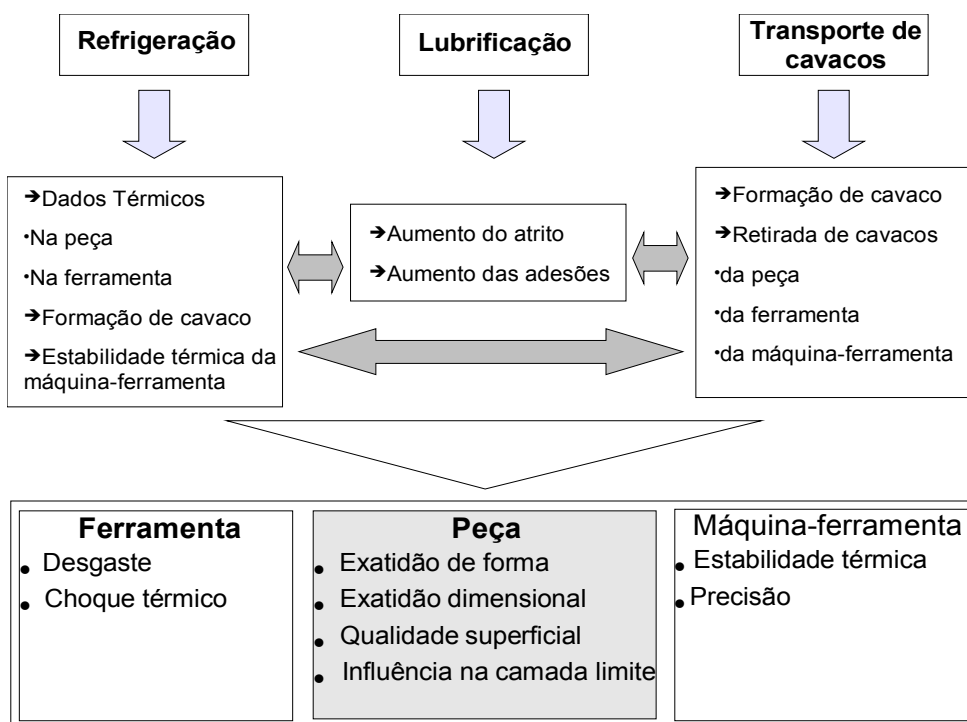 Refrigeração
Lubrificação
Transporte de
cavacos
➔Dados Térmicos
•Na peça
•Na ferramenta
➔Formação de cavaco
➔Estabilidade térmica da
máquina-ferramenta
➔Aumento do atrito
➔Aumento das adesões
➔Formação de cavaco
➔Retirada de cavacos
•da peça
•da ferramenta
•da máquina-ferramenta
Ferramenta
• Desgaste
• Choque térmico
Peça
• Exatidão de forma
• Exatidão dimensional
• Qualidade superficial
• Influência na camada limite
Máquina-ferramenta
• Estabilidade térmica
• Precisão